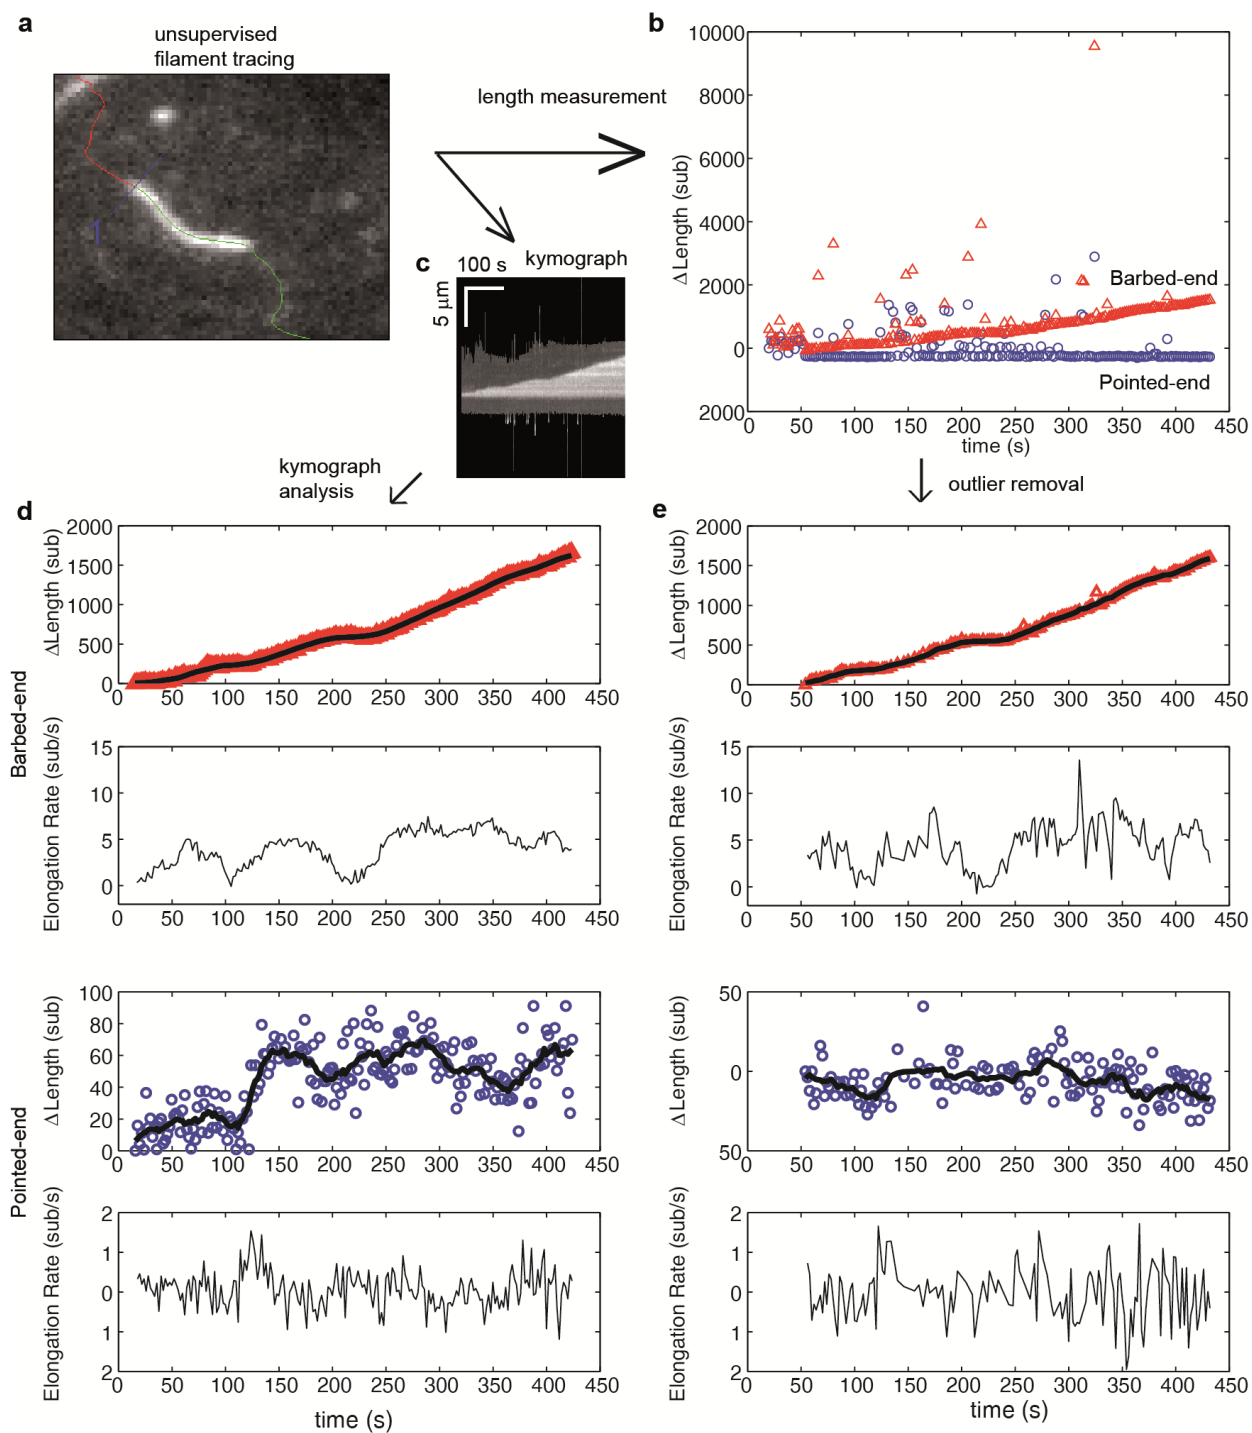 a
unsupervised
filament tracing
1
length measurement
b
10000
8000
6000
4000
2000
0
2000
ΔLength (sub)
Barbed-end
Pointed-end
0 50 100 150 200 250 300 350 400 450
time (s)
c
100 s
kymograph
5 μm
kymograph
analysis
outlier removal
d
Barbed-end
2000
1500
1000
500
0
ΔLength (sub)
0 50 100 150 200 250 300 350 400 450
15
10
5
0
Elongation Rate (sub/s)
0 50 100 150 200 250 300 350 400 450
Pointed-end
100
80
60
40
20
0
ΔLength (sub)
0 50 100 150 200 250 300 350 400 450
2
1
0
1
2
Elongation Rate (sub/s)
0 50 100 150 200 250 300 350 400 450
time (s)
e
2000
1500
1000
500
0
ΔLength (sub)
0 50 100 150 200 250 300 350 400 450
15
10
5
0
Elongation Rate (sub/s)
0 50 100 150 200 250 300 350 400 450
50
0
50
ΔLength (sub)
0 50 100 150 200 250 300 350 400 450
2
1
0
1
2
Elongation Rate (sub/s)
0 50 100 150 200 250 300 350 400 450
time (s)